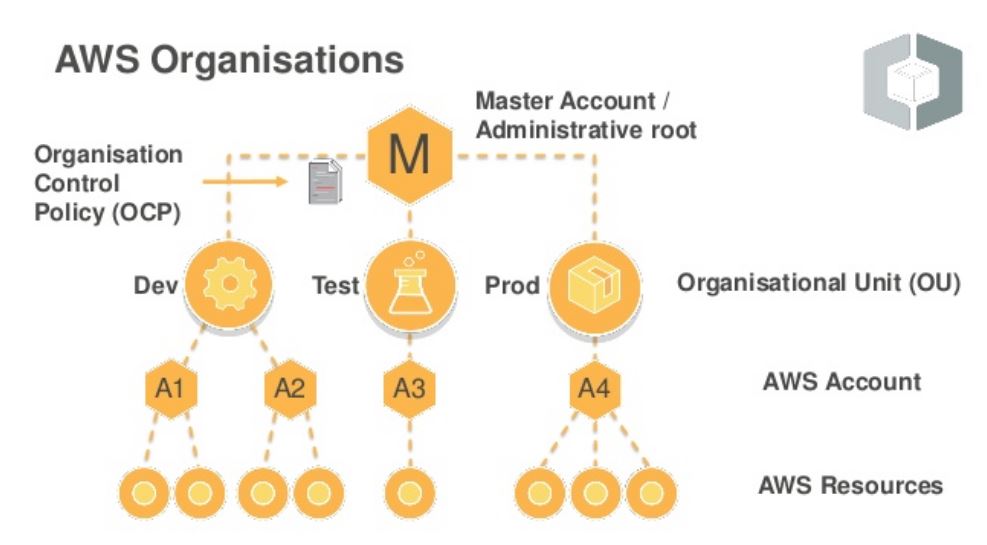 AWS Organisations
Master Account /
Administrative root
Organisation
Control
Policy (OCP)
M
Dev
Test
Prod
Organisational Unit (OU)
A1
A2
A3
A4
AWS Account
AWS Resources